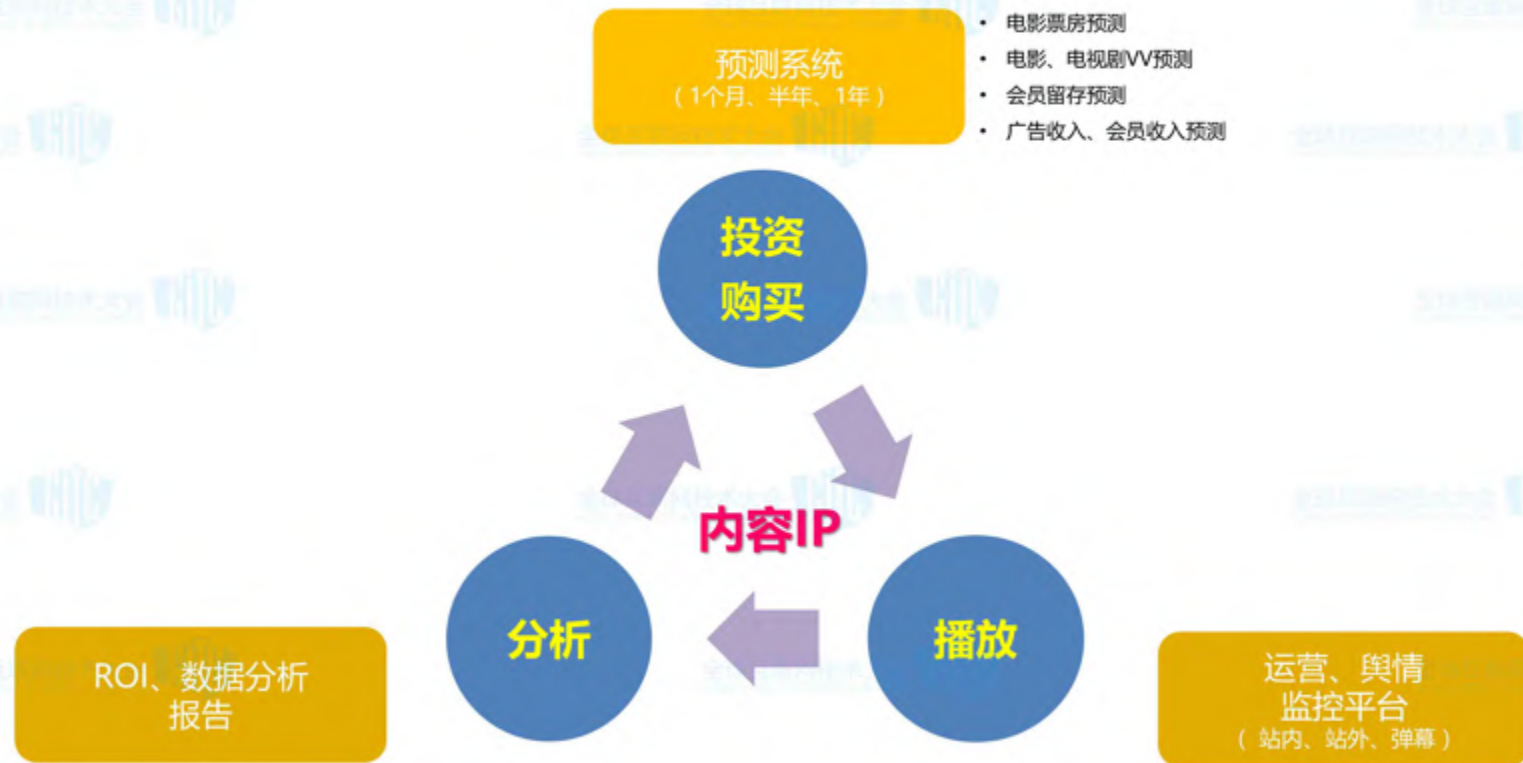 预测系统
（1个月、半年、1年）
• 电影票房预测
• 电影、电视剧VV预测
• 会员留存预测
• 广告收入、会员收入预测
投资
购买
内容IP
分析
播放
ROI、数据分析
报告
运营、舆情
监控平台
（ 站内、站外、弹幕 ）